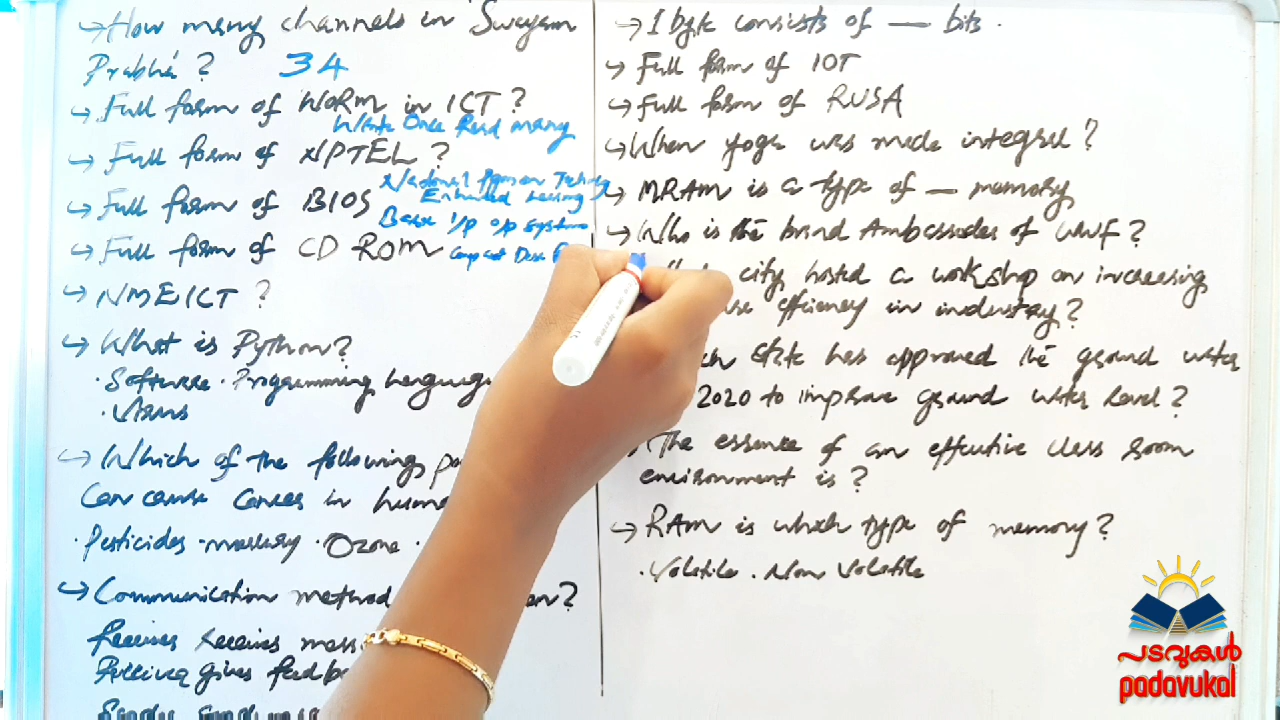 → How many channels in Swayam
Prabha ? 34
→ Full form of WORM in ICT ?
Write Once Read many
→ Full form of NPTEL ?
National Technology
Enhanced
→ Full form of BIOS
Basic i/p o/p System
→ Full form of CD ROM
Compact Disk
→ NMEICT ?
→ What is Python?
· Software · Programming Language
· Virus
→ Which of the following
Can cause Cancer in
· Pesticides · Mercury · Ozone ·
→ Communication method ?
Receives message
gives
→ 1 byte consists of — bits.
→ Full form of IOT
→ Full form of RUSA
→ When yoga was made integral ?
→ MRAM is a type of — memory
→ Who is the brand Ambassador of WWF ?
city hosted a workshop on increasing
efficiency in industry ?
state has approved the ground water
2020 to improve ground water level ?
The essence of an effective class room
environment is ?
→ RAM is which type of memory ?
· Volatile · Non Volatile
പടവുകൾ
padavukal